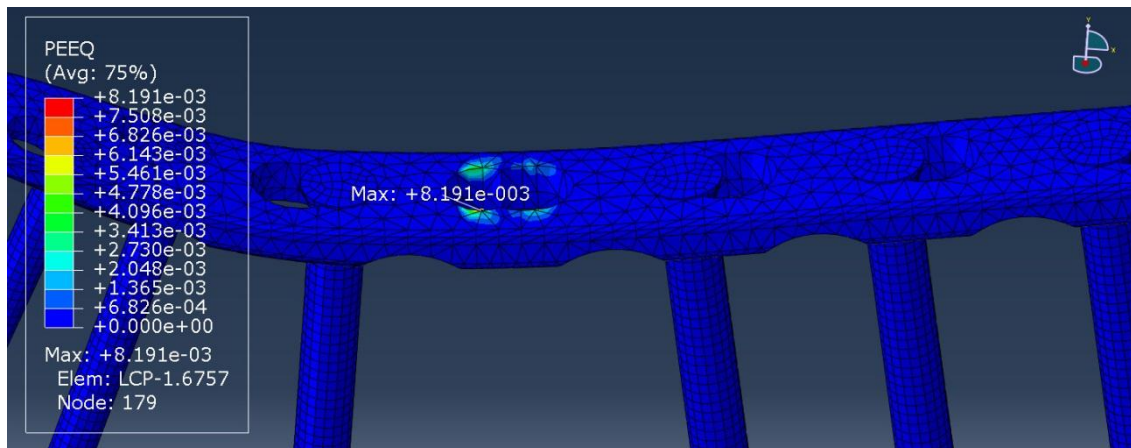 PEEQ
(Avg: 75%)
+8.191e-03
+7.508e-03
+6.826e-03
+6.143e-03
+5.461e-03
+4.778e-03
+4.096e-03
+3.413e-03
+2.730e-03
+2.048e-03
+1.365e-03
+6.826e-04
+0.000e+00
Max: +8.191e-03
Elem: LCP-1.6757
Node: 179
Max: +8.191e-003
Y
X